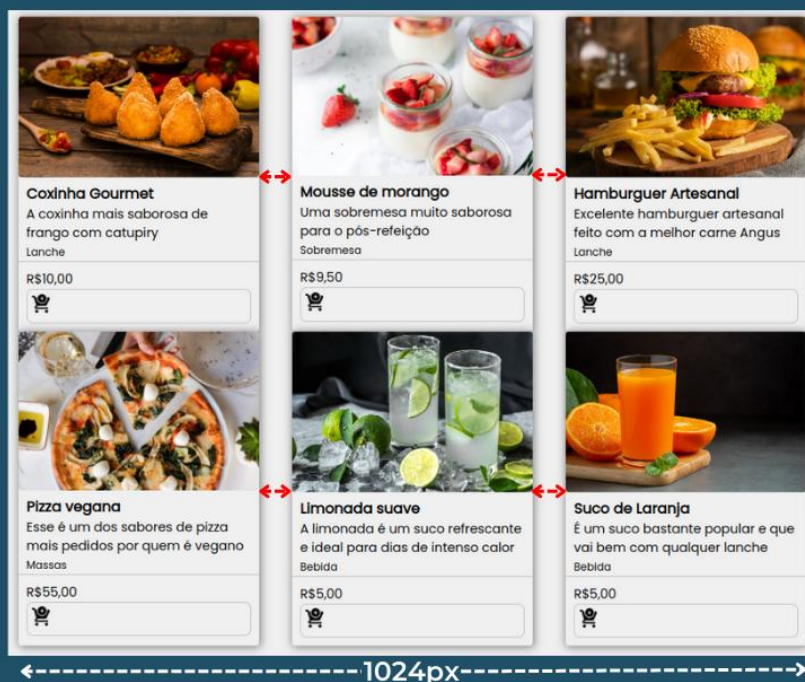 Coxinha Gourmet
A coxinha mais saborosa de
frango com catupiry
Lanche
R$10,00
Mousse de morango
Uma sobremesa muito saborosa
para o pós-refeição
Sobremesa
R$9,50
Hamburguer Artesanal
Excelente hamburguer artesanal
feito com a melhor carne Angus
Lanche
R$25,00
Pizza vegana
Esse é um dos sabores de pizza
mais pedidos por quem é vegano
Massas
R$55,00
Limonada suave
A limonada é um suco refrescante
e ideal para dias de intenso calor
Bebida
R$5,00
Suco de Laranja
É um suco bastante popular e que
vai bem com qualquer lanche
Bebida
R$5,00
1024px